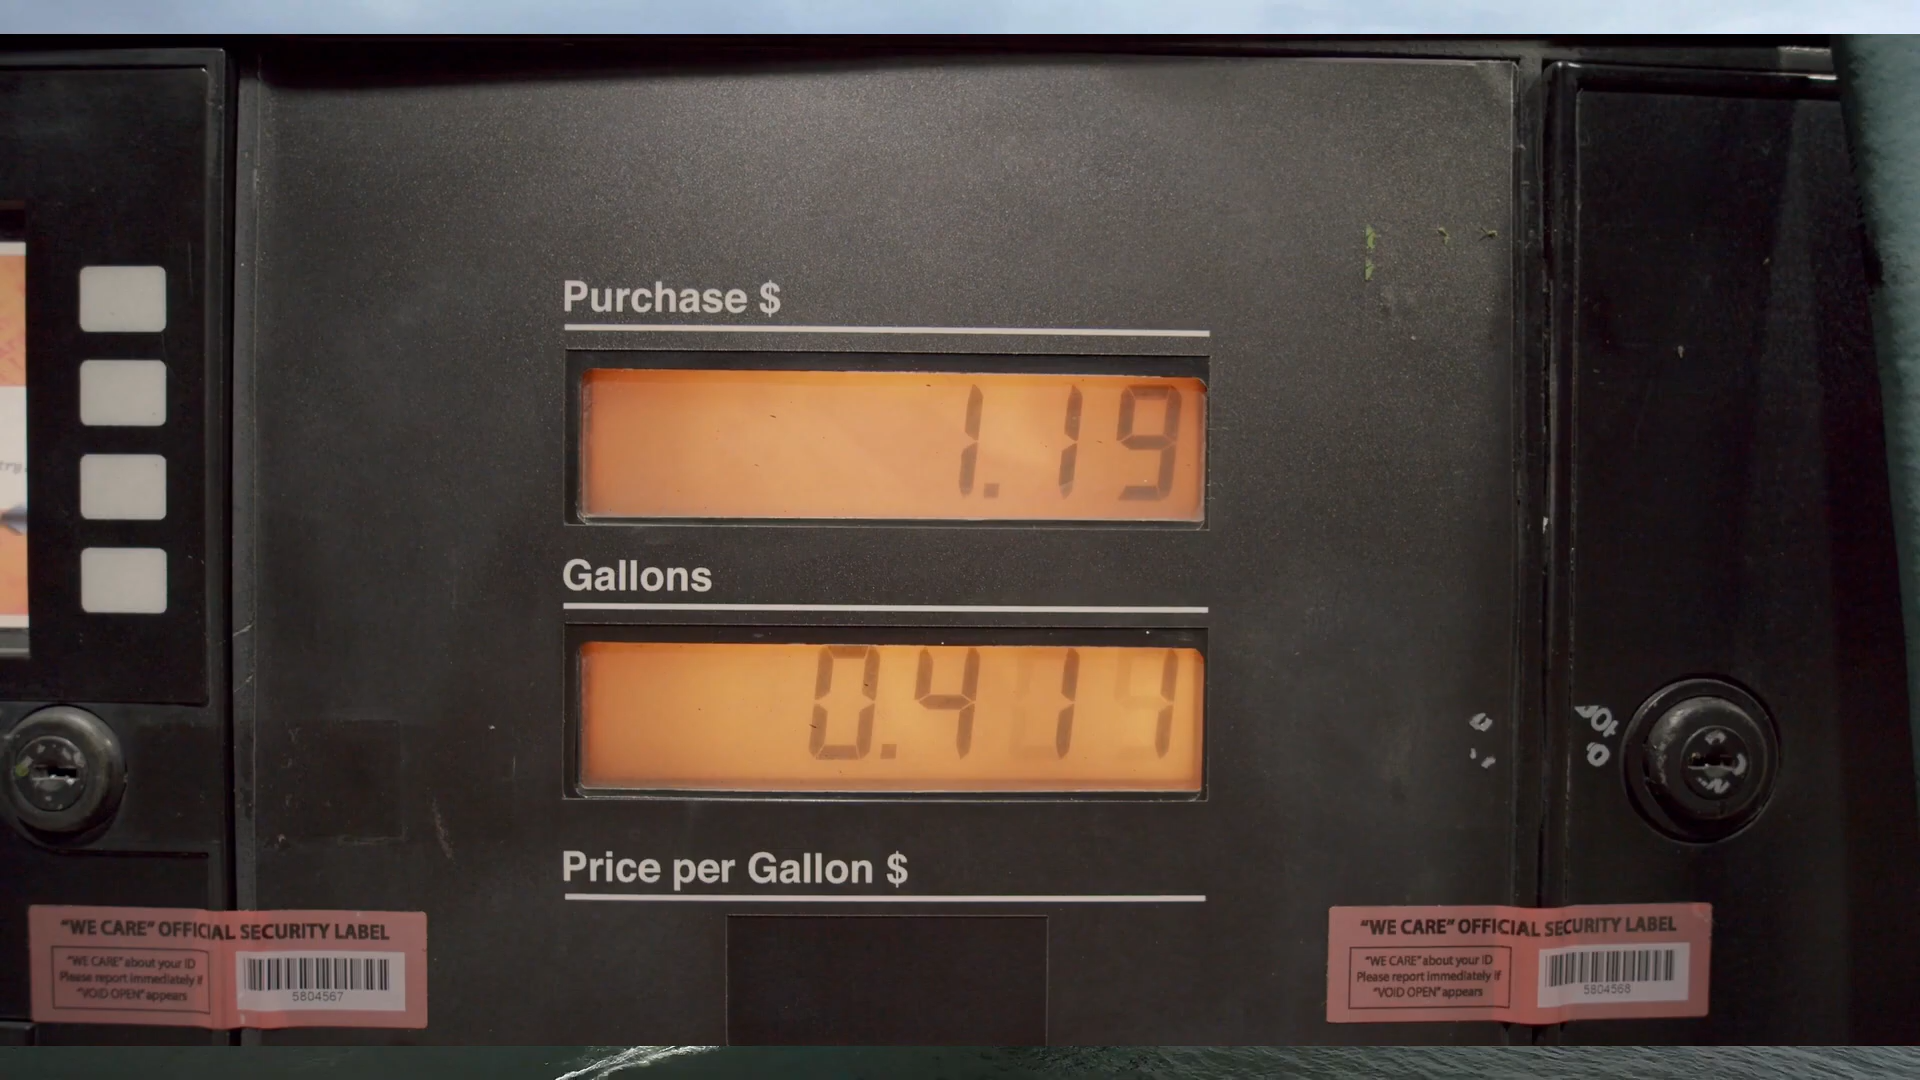 Purchase $
1.19
Gallons
0.411
Price per Gallon $
"WE CARE" OFFICIAL SECURITY LABEL
"WE CARE" about your ID
Please report immediately if
"VOID OPEN" appears
5804567
"WE CARE" OFFICIAL SECURITY LABEL
"WE CARE" about your ID
Please report immediately if
"VOID OPEN" appears
5804568